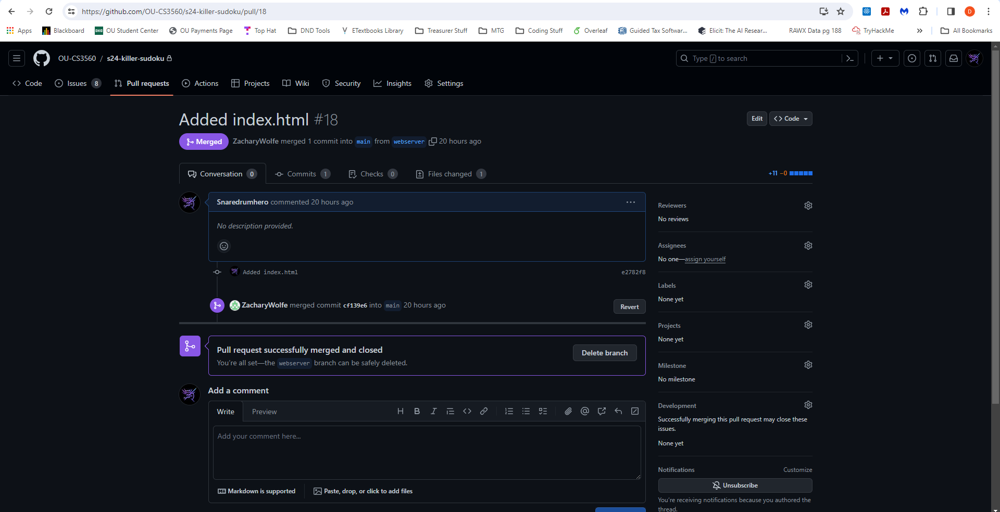 https://github.com/OU-CS3560/s24-killer-sudoku/pull/18
D
Apps Blackboard OU Student Center OU Payments Page Top Hat DND Tools ETextbooks Library Treasurer Stuff MTG Coding Stuff Overleaf Guided Tax Softwar... Elicit: The AI Resear... RAWX Data pg 188 TryHackMe » All Bookmarks
OU-CS3560 / s24-killer-sudoku
Type / to search
Code Issues 8 Pull requests Actions Projects Wiki Security Insights Settings
Added index.html #18
Edit Code
Merged ZacharyWolfe merged 1 commit into main from webserver 20 hours ago
Conversation 0 Commits 1 Checks 0 Files changed 1
+11 −0
Snaredrumhero commented 20 hours ago
No description provided.
Added index.html e2782f8
ZacharyWolfe merged commit cf139e6 into main 20 hours ago
Revert
Pull request successfully merged and closed
You're all set—the webserver branch can be safely deleted.
Delete branch
Add a comment
Write Preview
Add your comment here...
Markdown is supported Paste, drop, or click to add files
Reviewers
No reviews
Assignees
No one—assign yourself
Labels
None yet
Projects
None yet
Milestone
No milestone
Development
Successfully merging this pull request may close these
issues.
None yet
Notifications Customize
Unsubscribe
You're receiving notifications because you authored the
thread.